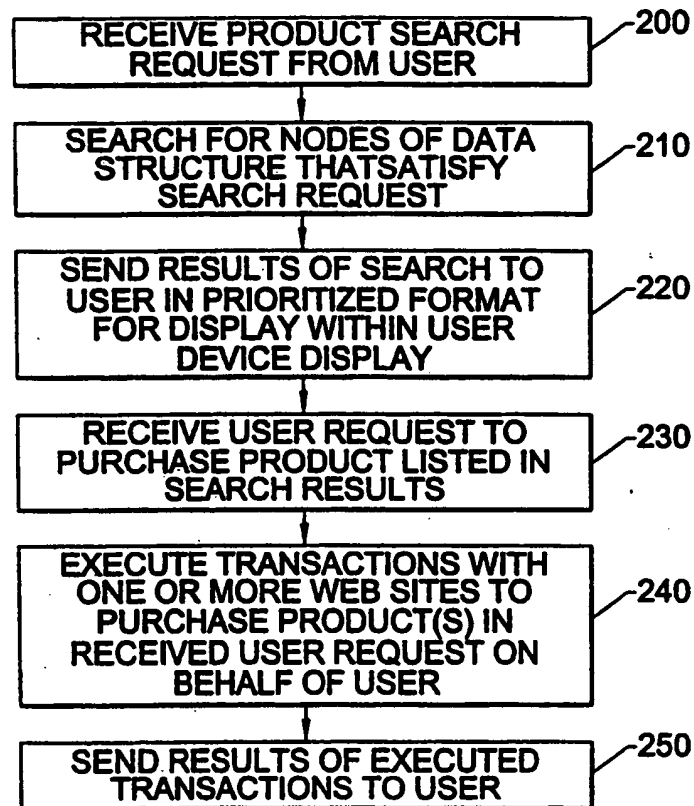 RECEIVE PRODUCT SEARCH
REQUEST FROM USER
200
SEARCH FOR NODES OF DATA
STRUCTURE THATSATISFY
SEARCH REQUEST
210
SEND RESULTS OF SEARCH TO
USER IN PRIORITIZED FORMAT
FOR DISPLAY WITHIN USER
DEVICE DISPLAY
220
RECEIVE USER REQUEST TO
PURCHASE PRODUCT LISTED IN
SEARCH RESULTS
230
EXECUTE TRANSACTIONS WITH
ONE OR MORE WEB SITES TO
PURCHASE PRODUCT(S) IN
RECEIVED USER REQUEST ON
BEHALF OF USER
240
SEND RESULTS OF EXECUTED
TRANSACTIONS TO USER
250